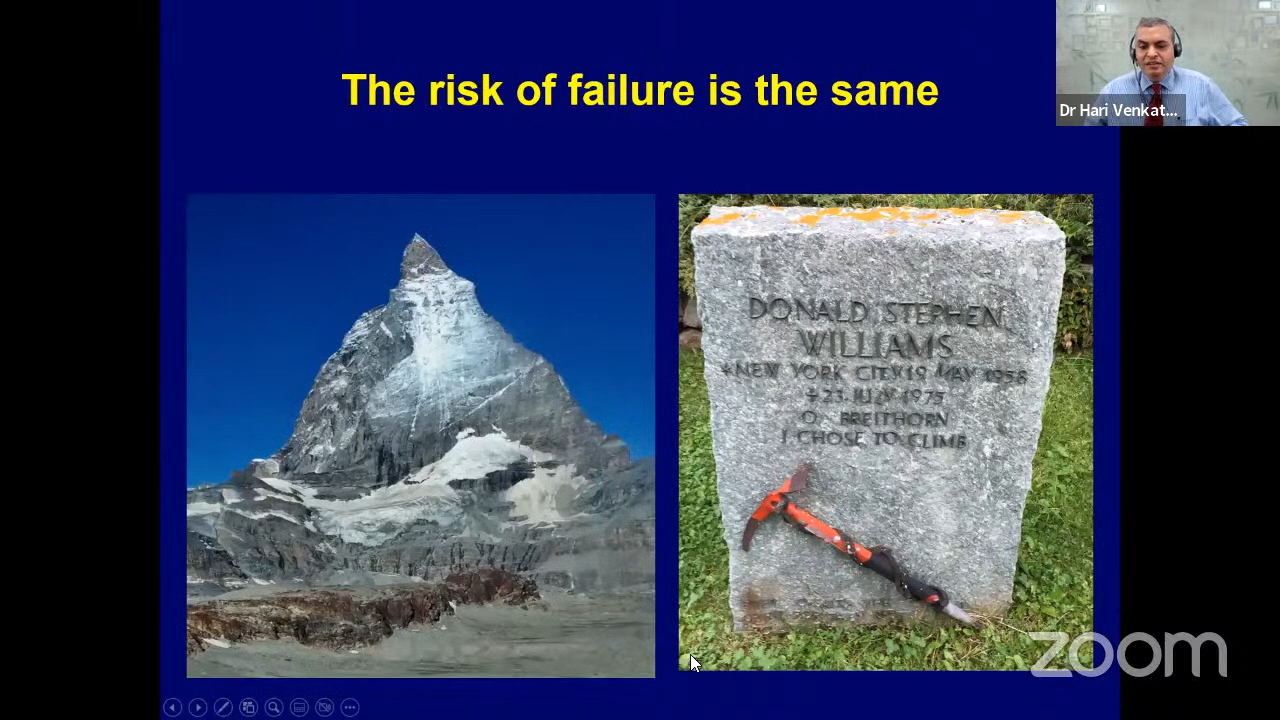 The risk of failure is the same
Dr Hari Venkat...
DONALD STEPHEN
WILLIAMS
NEW YORK CITY 19 MAY 1958
23 JULY 1975
O. BREITHORN
I CHOSE TO CLIMB
zoom